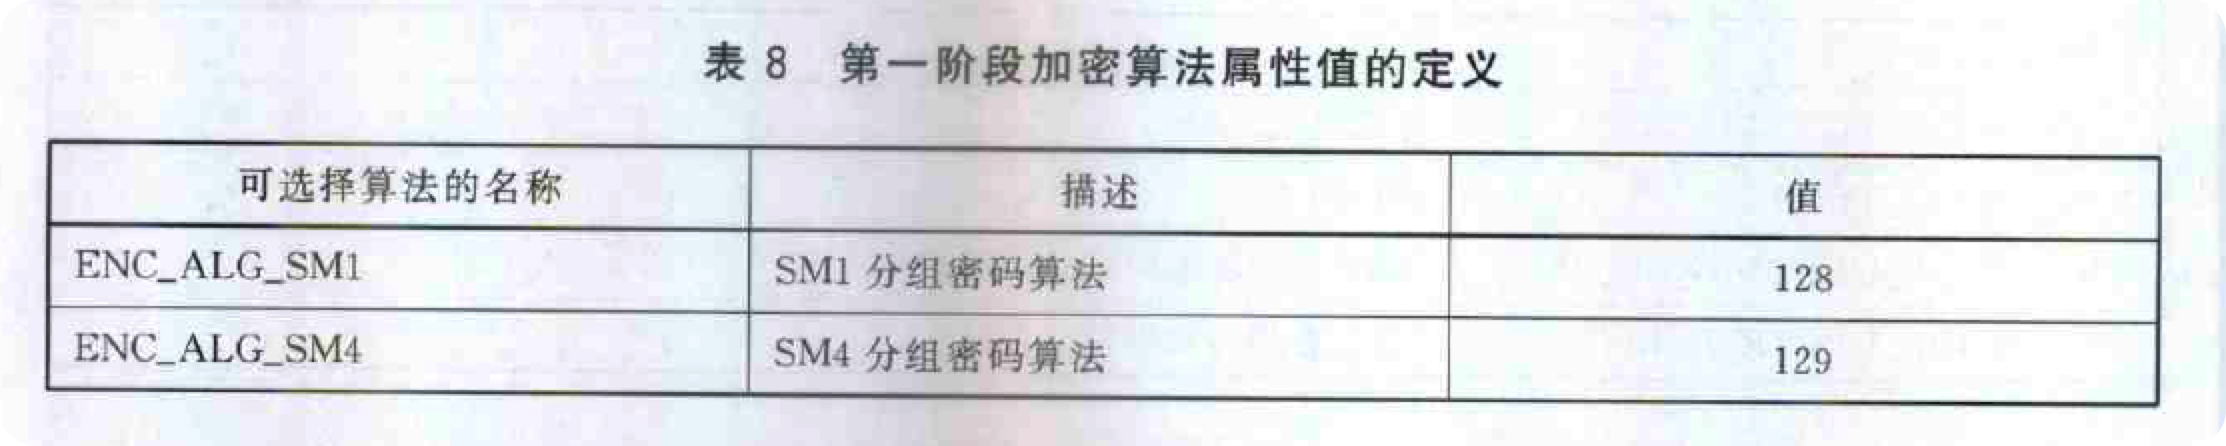 表 8 第一阶段加密算法属性值的定义
可选择算法的名称 描述 值
ENC_ALG_SM1 SM1 分组密码算法 128
ENC_ALG_SM4 SM4 分组密码算法 129